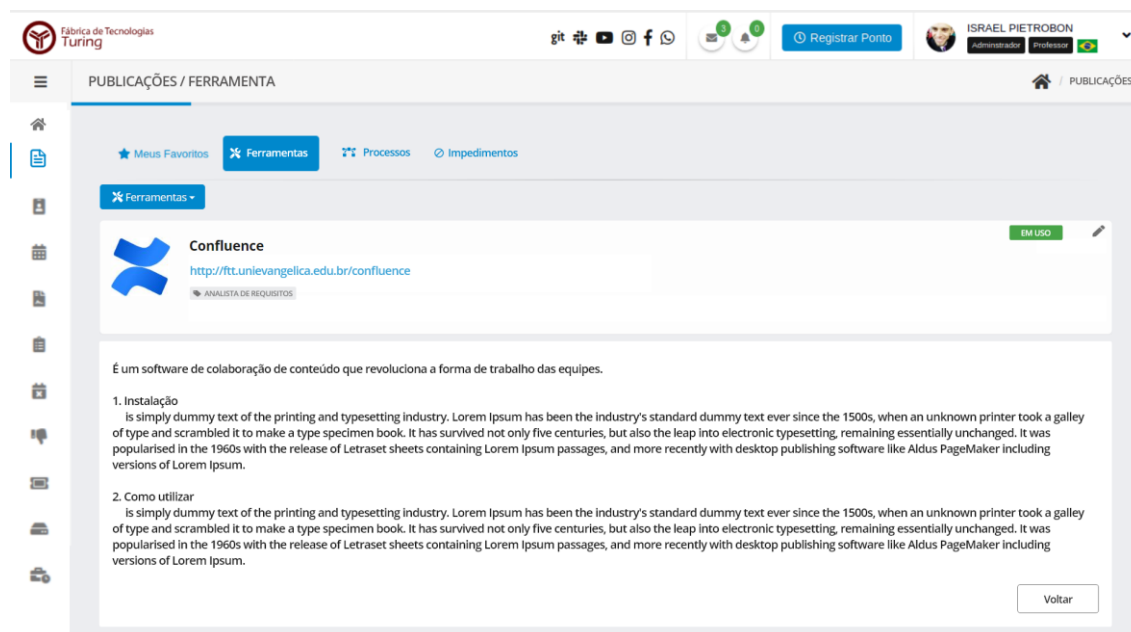 Fábrica de Tecnologias
Turing
git
3
0
Registrar Ponto
ISRAEL PIETROBON
Adminstrador Professor
PUBLICAÇÕES / FERRAMENTA
/ PUBLICAÇÕES
Meus Favoritos
Ferramentas
Processos
Impedimentos
Ferramentas
Confluence
EM USO
http://ftt.unievangelica.edu.br/confluence
ANALISTA DE REQUISITOS
É um software de colaboração de conteúdo que revoluciona a forma de trabalho das equipes.
1. Instalação
is simply dummy text of the printing and typesetting industry. Lorem Ipsum has been the industry's standard dummy text ever since the 1500s, when an unknown printer took a galley
of type and scrambled it to make a type specimen book. It has survived not only five centuries, but also the leap into electronic typesetting, remaining essentially unchanged. It was
popularised in the 1960s with the release of Letraset sheets containing Lorem Ipsum passages, and more recently with desktop publishing software like Aldus PageMaker including
versions of Lorem Ipsum.
2. Como utilizar
is simply dummy text of the printing and typesetting industry. Lorem Ipsum has been the industry's standard dummy text ever since the 1500s, when an unknown printer took a galley
of type and scrambled it to make a type specimen book. It has survived not only five centuries, but also the leap into electronic typesetting, remaining essentially unchanged. It was
popularised in the 1960s with the release of Letraset sheets containing Lorem Ipsum passages, and more recently with desktop publishing software like Aldus PageMaker including
versions of Lorem Ipsum.
Voltar